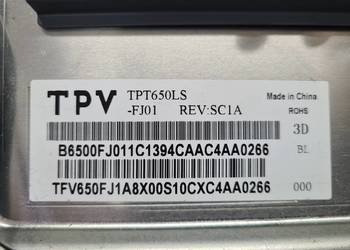 TPV TPT650LS Made in China
-FJ01 REV:SC1A ROHS
3D
B6500FJ011C1394CAAC4AA0266 BL
TFV650FJ1A8X00S10CXC4AA0266 000